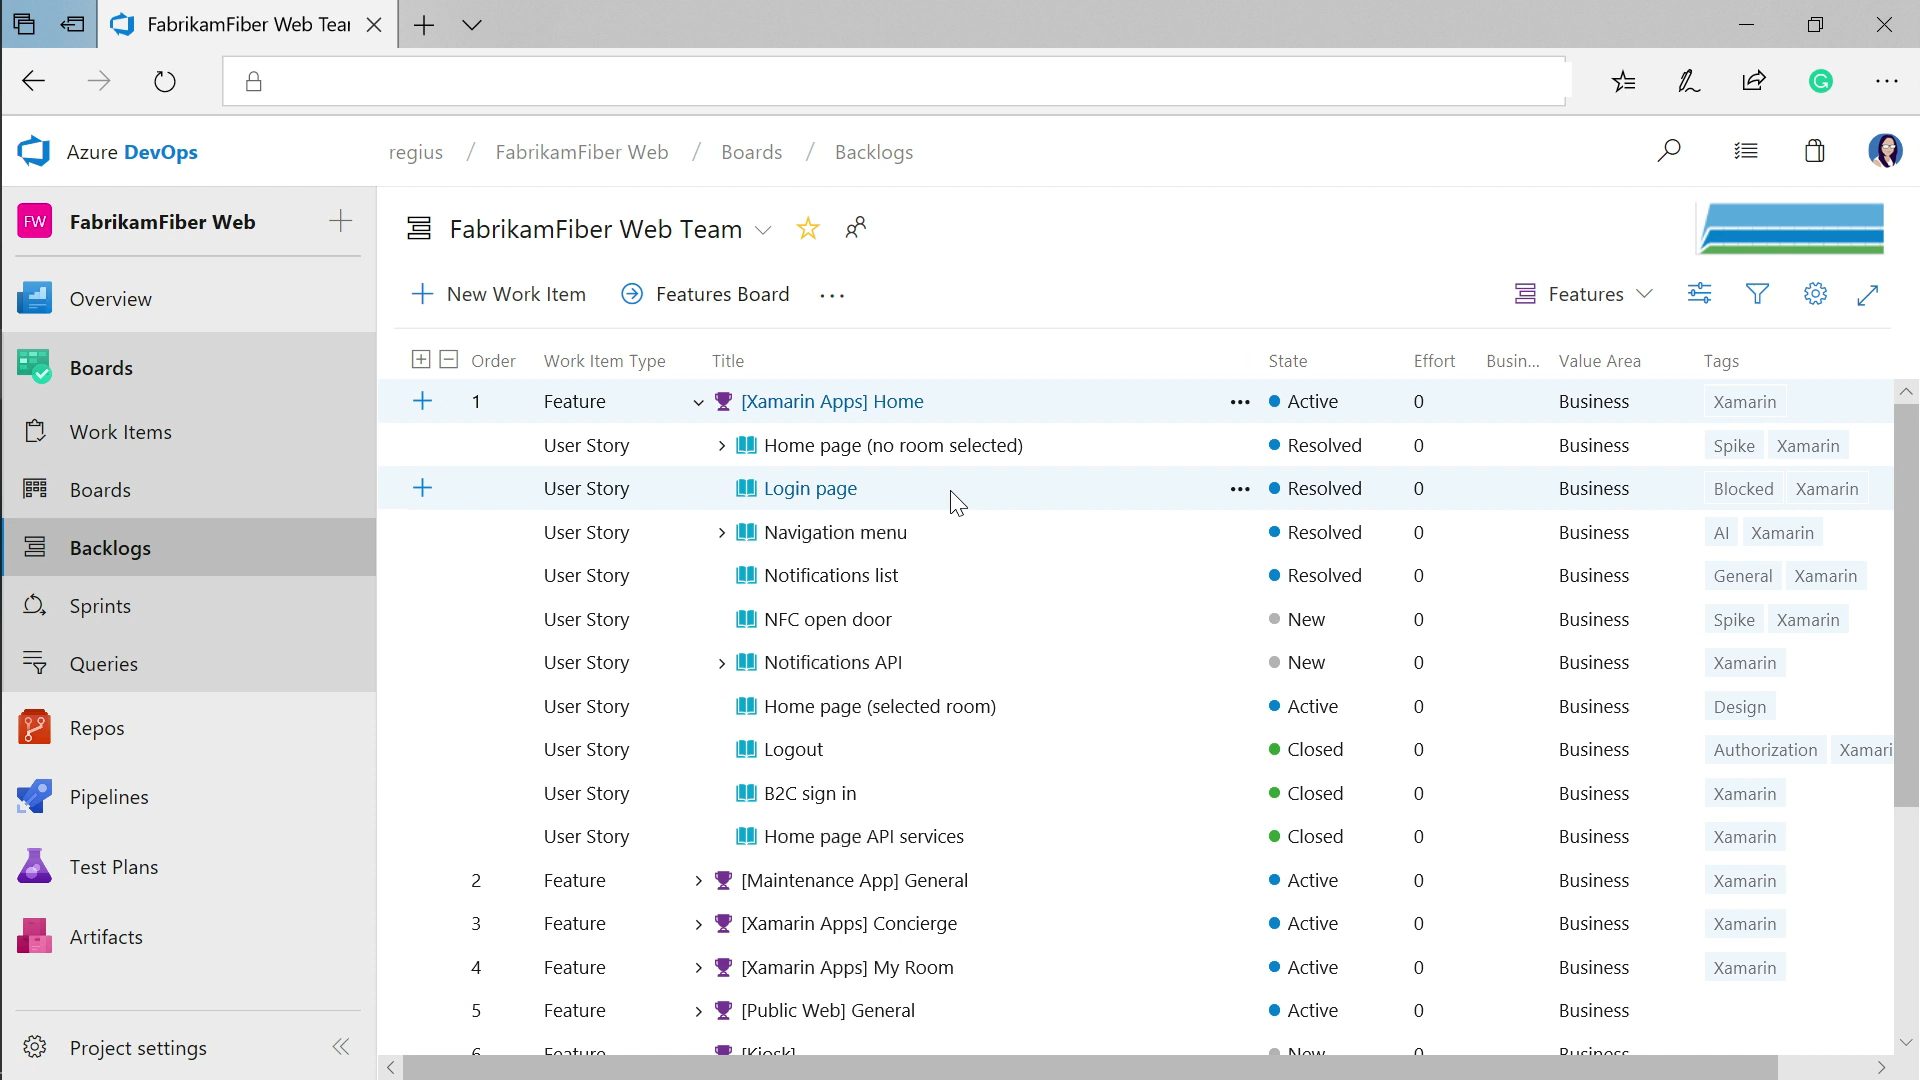 FabrikamFiber Web Tea
Azure DevOps
regius / FabrikamFiber Web / Boards / Backlogs
FW FabrikamFiber Web
Overview
Boards
Work Items
Boards
Backlogs
Sprints
Queries
Repos
Pipelines
Test Plans
Artifacts
Project settings
FabrikamFiber Web Team
New Work Item Features Board ... Features
Order Work Item Type Title State Effort Busin... Value Area Tags
1 Feature [Xamarin Apps] Home ... Active 0 Business Xamarin
User Story Home page (no room selected) Resolved 0 Business Spike Xamarin
User Story Login page ... Resolved 0 Business Blocked Xamarin
User Story Navigation menu Resolved 0 Business AI Xamarin
User Story Notifications list Resolved 0 Business General Xamarin
User Story NFC open door New 0 Business Spike Xamarin
User Story Notifications API New 0 Business Xamarin
User Story Home page (selected room) Active 0 Business Design
User Story Logout Closed 0 Business Authorization Xamari
User Story B2C sign in Closed 0 Business Xamarin
User Story Home page API services Closed 0 Business Xamarin
2 Feature [Maintenance App] General Active 0 Business Xamarin
3 Feature [Xamarin Apps] Concierge Active 0 Business Xamarin
4 Feature [Xamarin Apps] My Room Active 0 Business Xamarin
5 Feature [Public Web] General Active 0 Business
6 Feature [Kiosk] New 0 Business